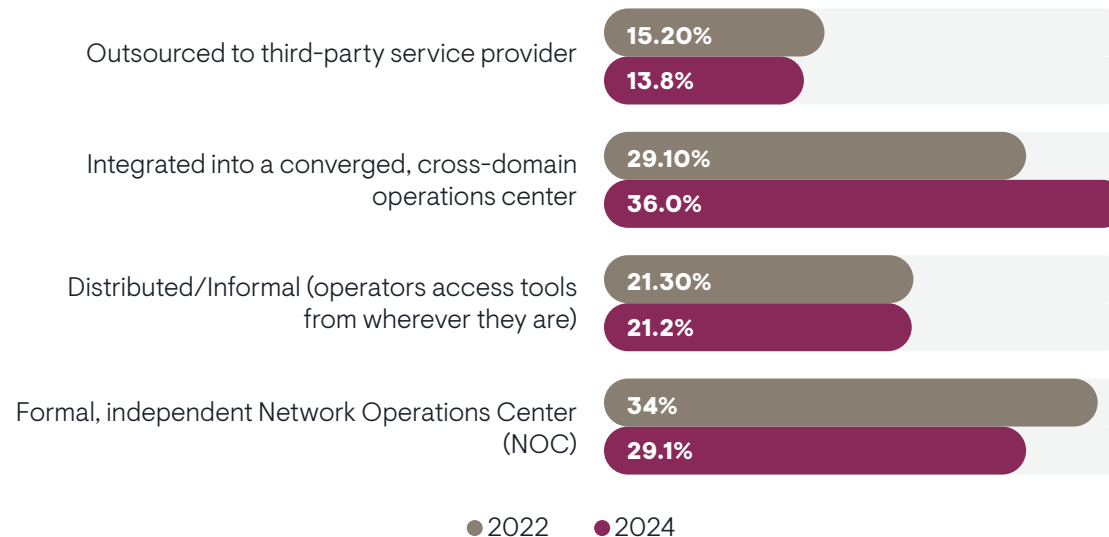 Outsourced to third-party service provider
15.20%
13.8%
Integrated into a converged, cross-domain
operations center
29.10%
36.0%
Distributed/Informal (operators access tools
from wherever they are)
21.30%
21.2%
Formal, independent Network Operations Center
(NOC)
34%
29.1%
2022
2024